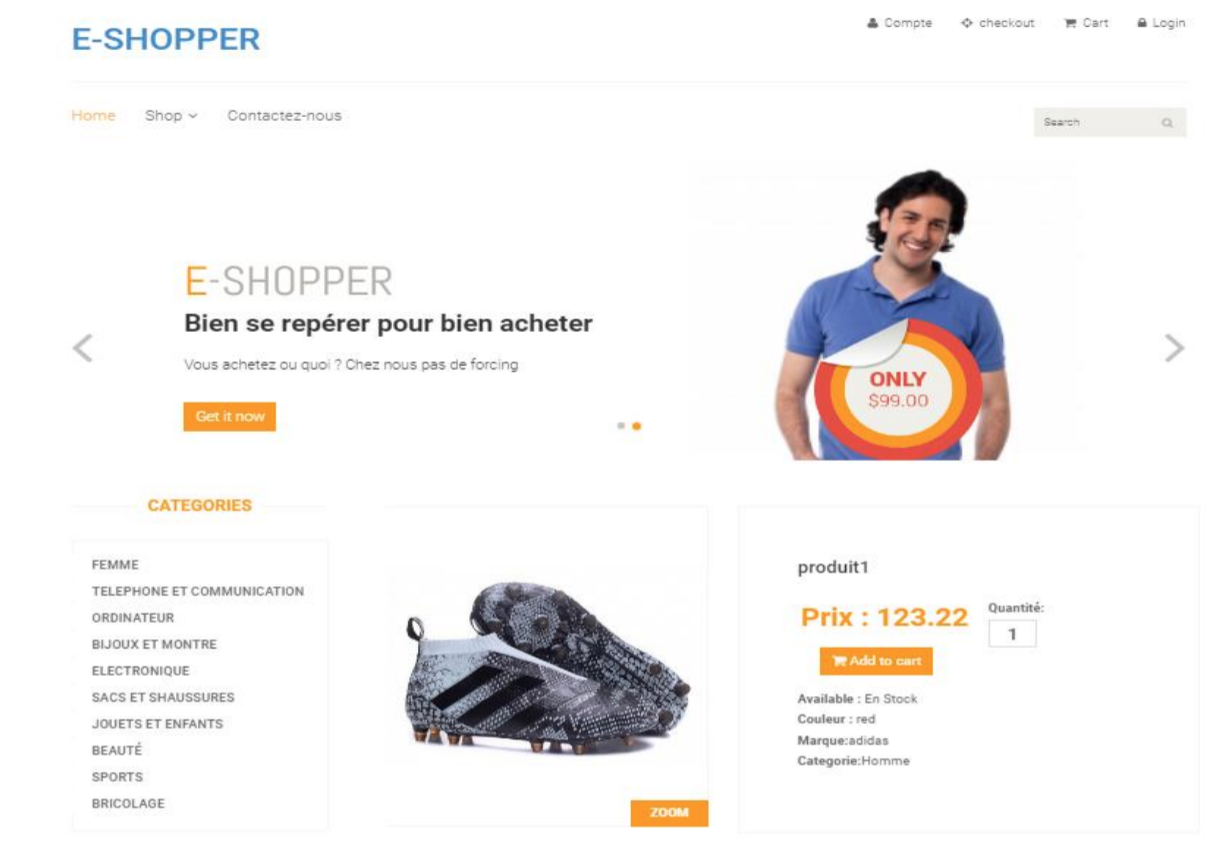 E-SHOPPER
Compte checkout Cart Login
Home Shop Contactez-nous
Search
E-SHOPPER
Bien se repérer pour bien acheter
Vous achetez ou quoi ? Chez nous pas de forcing
Get it now
ONLY
$99.00
CATEGORIES
FEMME
TELEPHONE ET COMMUNICATION
ORDINATEUR
BIJOUX ET MONTRE
ELECTRONIQUE
SACS ET SHAUSSURES
JOUETS ET ENFANTS
BEAUTÉ
SPORTS
BRICOLAGE
ZOOM
produit1
Prix : 123.22
Quantité:
1
Add to cart
Available : En Stock
Couleur : red
Marque:adidas
Categorie:Homme